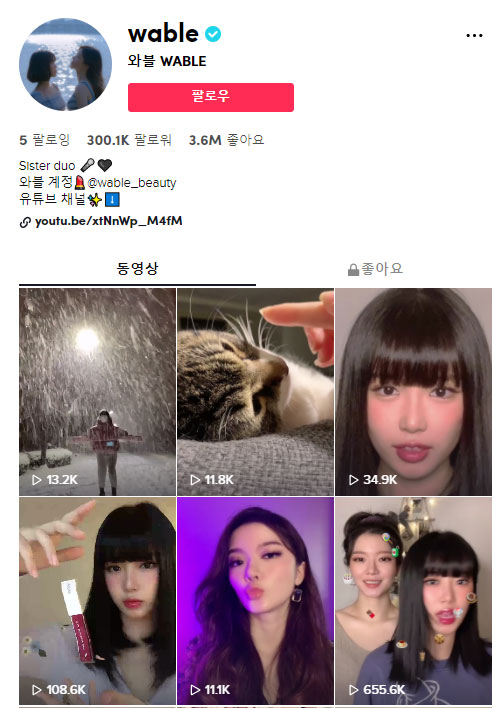 wable
와블 WABLE
팔로우
5 팔로잉 300.1K 팔로워 3.6M 좋아요
Sister duo 🎤🖤
와블 계정💄@wable_beauty
유튜브 채널✨⬇️
youtu.be/xtNnWp_M4fM
동영상 좋아요
13.2K 11.8K 34.9K
108.6K 11.1K 655.6K